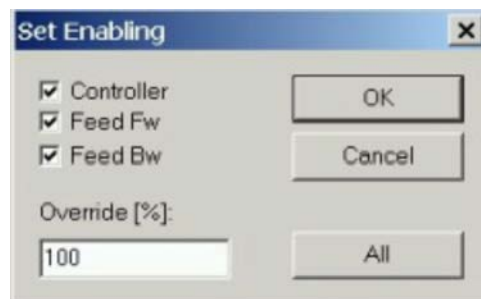 Set Enabling
Controller
OK
Feed Fw
Feed Bw
Cancel
Override [%]:
100
All